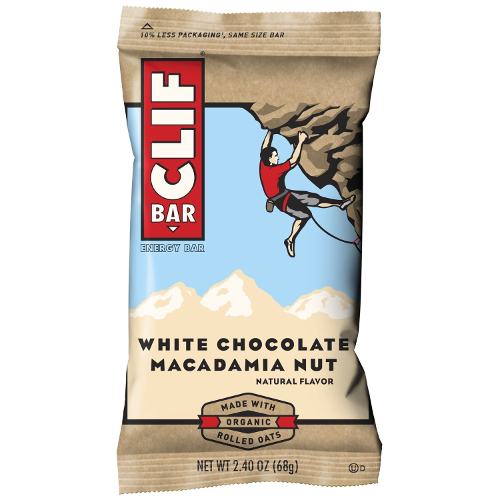 10% LESS PACKAGING¹, SAME SIZE BAR
CLIF
BAR
ENERGY BAR
WHITE CHOCOLATE
MACADAMIA NUT
NATURAL FLAVOR
MADE WITH
ORGANIC
ROLLED OATS
NET WT 2.40 OZ (68g)
U D